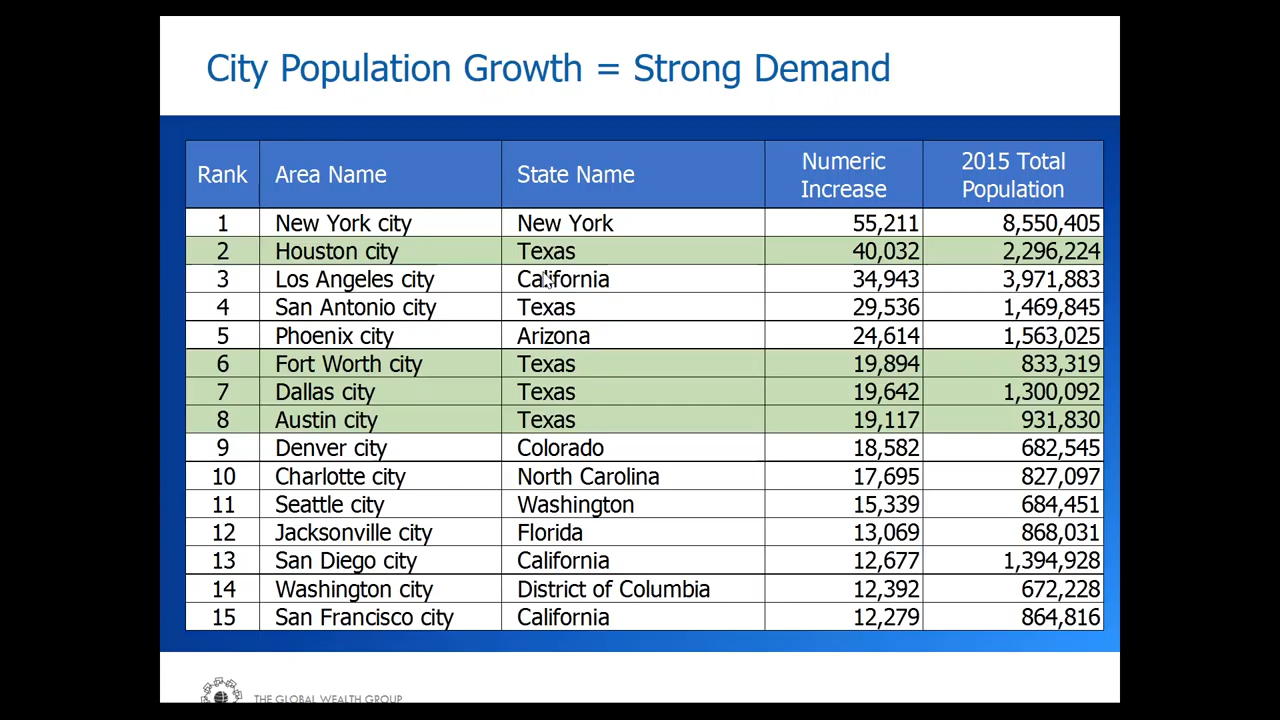 City Population Growth = Strong Demand
Rank Area Name State Name Numeric Increase 2015 Total Population
1 New York city New York 55,211 8,550,405
2 Houston city Texas 40,032 2,296,224
3 Los Angeles city California 34,943 3,971,883
4 San Antonio city Texas 29,536 1,469,845
5 Phoenix city Arizona 24,614 1,563,025
6 Fort Worth city Texas 19,894 833,319
7 Dallas city Texas 19,642 1,300,092
8 Austin city Texas 19,117 931,830
9 Denver city Colorado 18,582 682,545
10 Charlotte city North Carolina 17,695 827,097
11 Seattle city Washington 15,339 684,451
12 Jacksonville city Florida 13,069 868,031
13 San Diego city California 12,677 1,394,928
14 Washington city District of Columbia 12,392 672,228
15 San Francisco city California 12,279 864,816
THE GLOBAL WEALTH GROUP